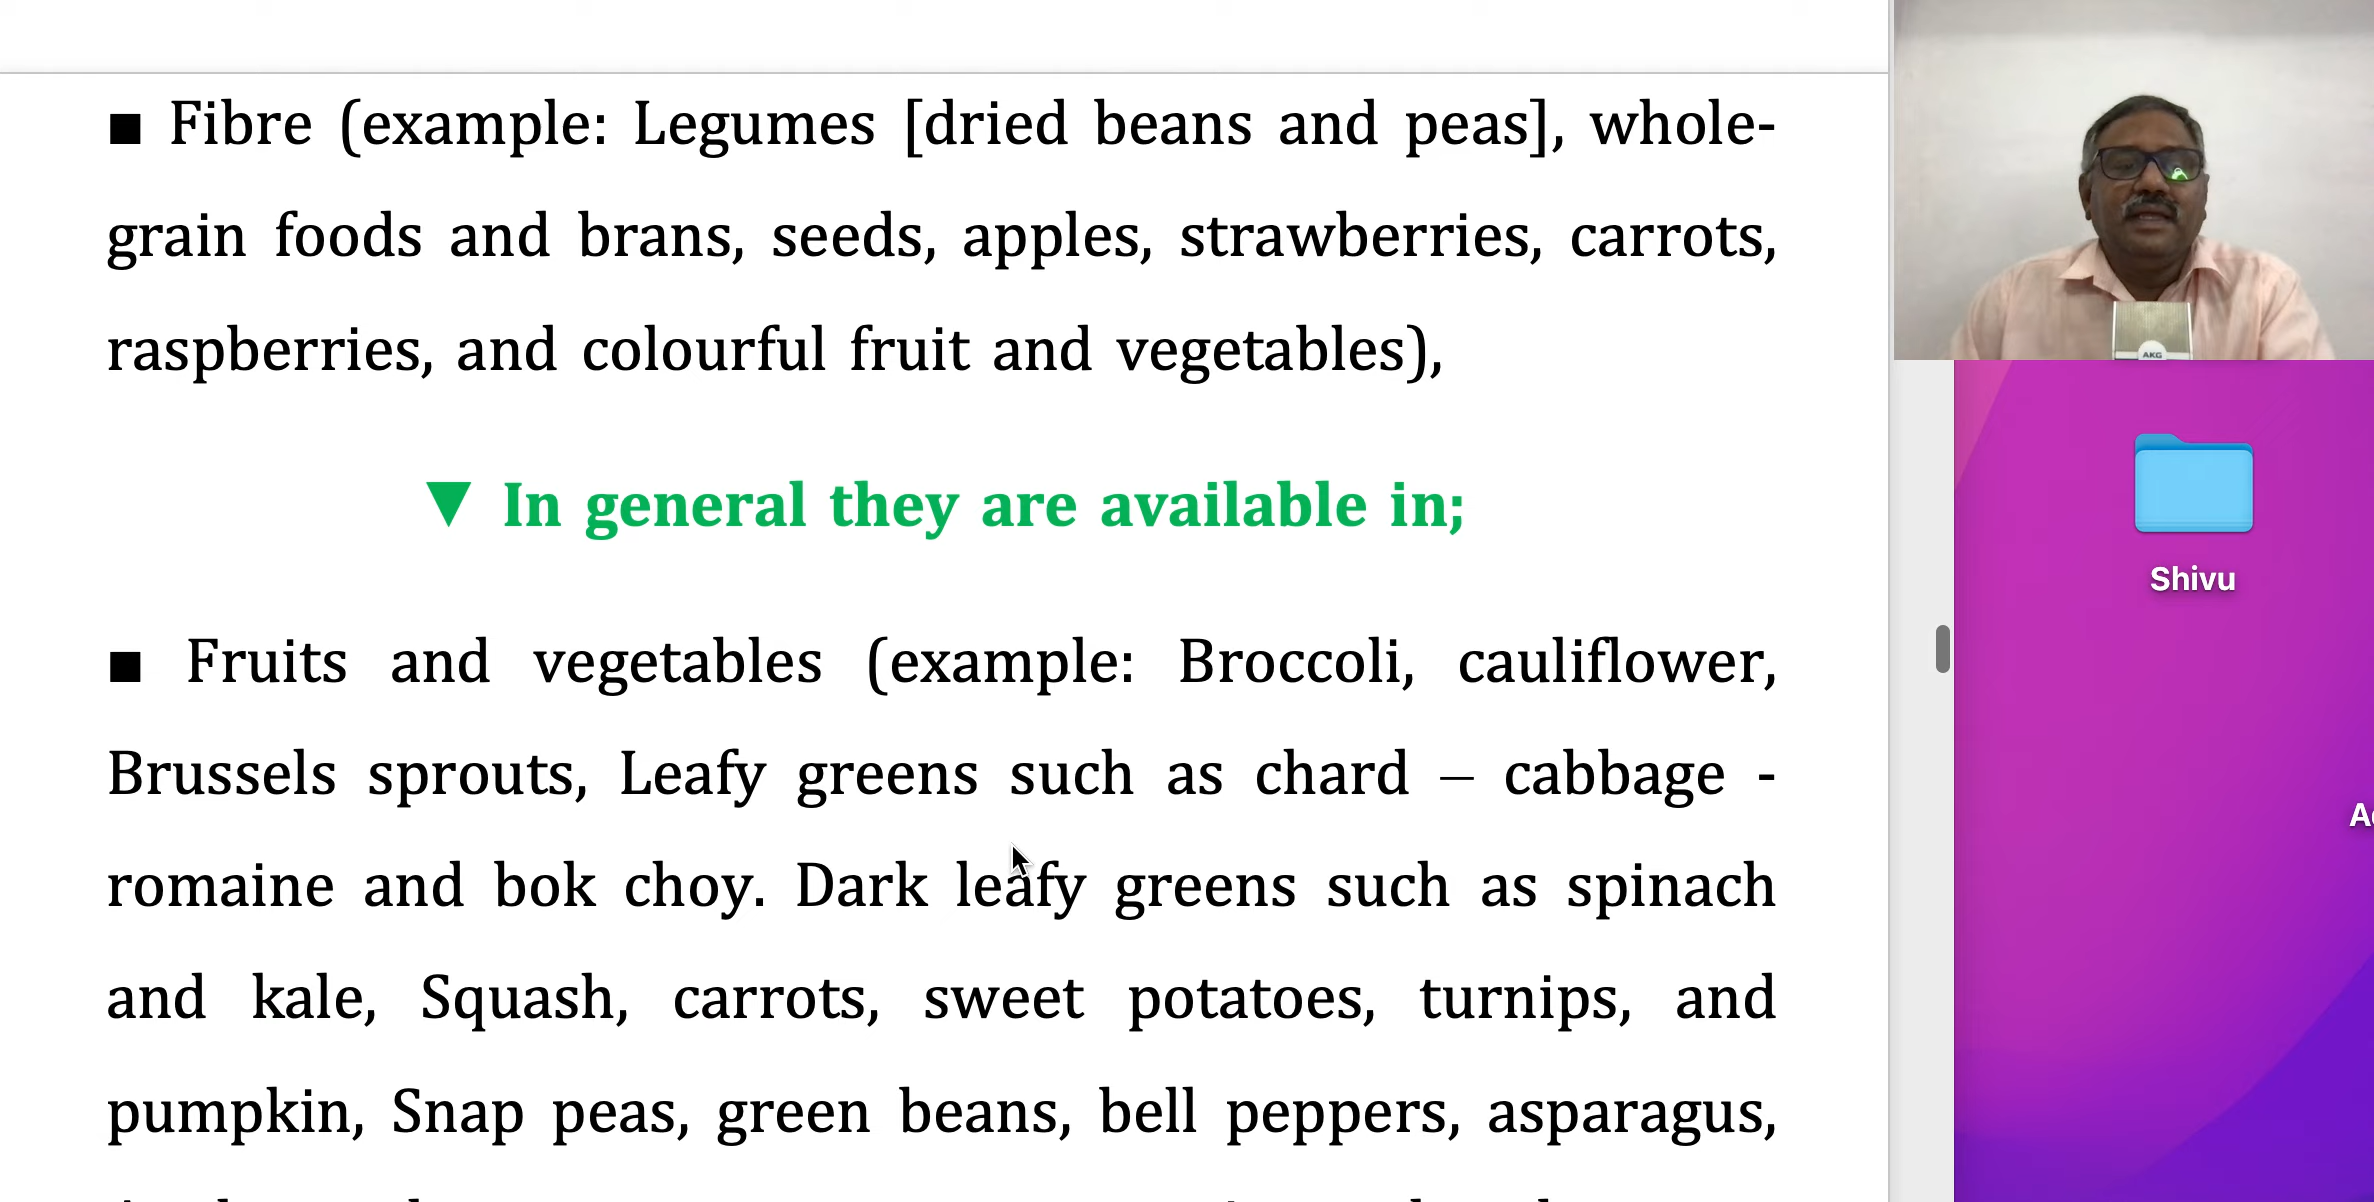 ■ Fibre (example: Legumes [dried beans and peas], whole-
grain foods and brans, seeds, apples, strawberries, carrots,
raspberries, and colourful fruit and vegetables),
▼ In general they are available in;
■ Fruits and vegetables (example: Broccoli, cauliflower,
Brussels sprouts, Leafy greens such as chard – cabbage -
romaine and bok choy. Dark leafy greens such as spinach
and kale, Squash, carrots, sweet potatoes, turnips, and
pumpkin, Snap peas, green beans, bell peppers, asparagus,
AKG
Shivu